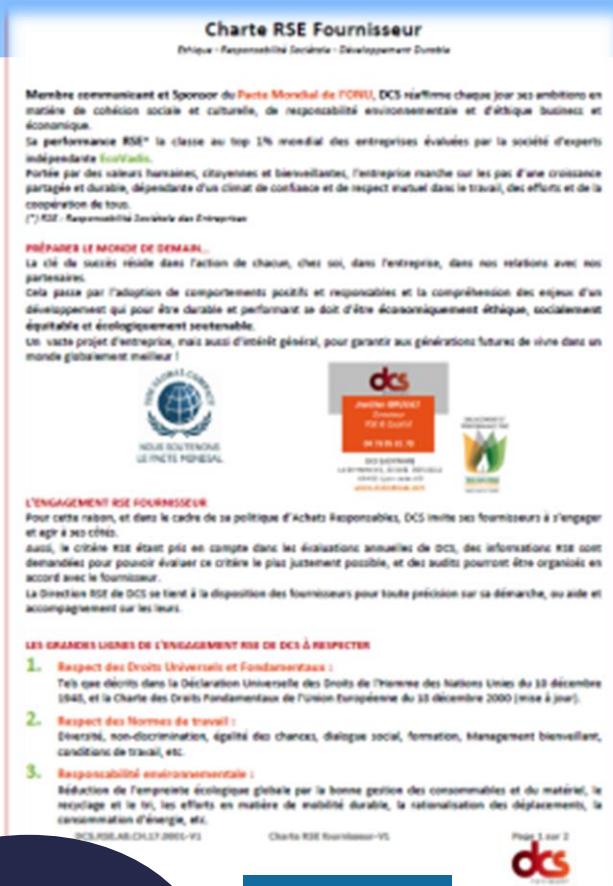 Charte RSE Fournisseur
Ethique - Responsabilité Sociétale - Développement Durable
Membre communicant et Sponsor du Pacte Mondial de l'ONU, DCS réaffirme chaque jour ses ambitions en
matière de cohésion sociale et culturelle, de responsabilité environnementale et d'éthique business et
économique.
Sa performance RSE* la classe au top 1% mondial des entreprises évaluées par la société d'experts
indépendante EcoVadis.
Portée par des valeurs humaines, citoyennes et bienveillantes, l'entreprise marche sur les pas d'une croissance
partagée et durable, dépendante d'un climat de confiance et de respect mutuel dans le travail, des efforts et de la
coopération de tous.
(*) RSE : Responsabilité Sociétale des Entreprises
PRÉPARER LE MONDE DE DEMAIN...
La clé du succès réside dans l'action de chacun, chez soi, dans l'entreprise, dans nos relations avec nos
partenaires.
Cela passe par l'adoption de comportements positifs et responsables et la compréhension des enjeux d'un
développement qui pour être durable et performant se doit d'être économiquement éthique, socialement
équitable et écologiquement soutenable.
Un vaste projet d'entreprise, mais aussi d'intérêt général, pour garantir aux générations futures de vivre dans un
monde globalement meilleur !
NOUS SOUTENONS
LE PACTE MONDIAL
dcs
Directeur
RSE & Qualité
L'ENGAGEMENT RSE FOURNISSEUR
Pour cette raison, et dans le cadre de sa politique d'Achats Responsables, DCS invite ses fournisseurs à s'engager
et agir à ses côtés.
Aussi, le critère RSE étant pris en compte dans les évaluations annuelles de DCS, des informations RSE sont
demandées pour pouvoir évaluer ce critère le plus justement possible, et des audits pourront être organisés en
accord avec le fournisseur.
La Direction RSE de DCS se tient à la disposition des fournisseurs pour toute précision sur sa démarche, ou aide et
accompagnement sur les leurs.
LES GRANDES LIGNES DE L'ENGAGEMENT RSE DE DCS À RESPECTER
1. Respect des Droits Universels et Fondamentaux :
Tels que décrits dans la Déclaration Universelle des Droits de l'Homme des Nations Unies du 10 décembre
1948, et la Charte des Droits Fondamentaux de l'Union Européenne du 18 décembre 2000 (mise à jour).
2. Respect des Normes de travail :
Diversité, non-discrimination, égalité des chances, dialogue social, formation, Management bienveillant,
conditions de travail, etc.
3. Responsabilité environnementale :
Réduction de l'empreinte écologique globale par la bonne gestion des consommables et du matériel, le
recyclage et le tri, les efforts en matière de mobilité durable, la rationalisation des déplacements, la
consommation d'énergie, etc.
DCS.RSE.AB.CH.17.0001-V1 Charte RSE fournisseur-V1 Page 1 sur 2
dcs